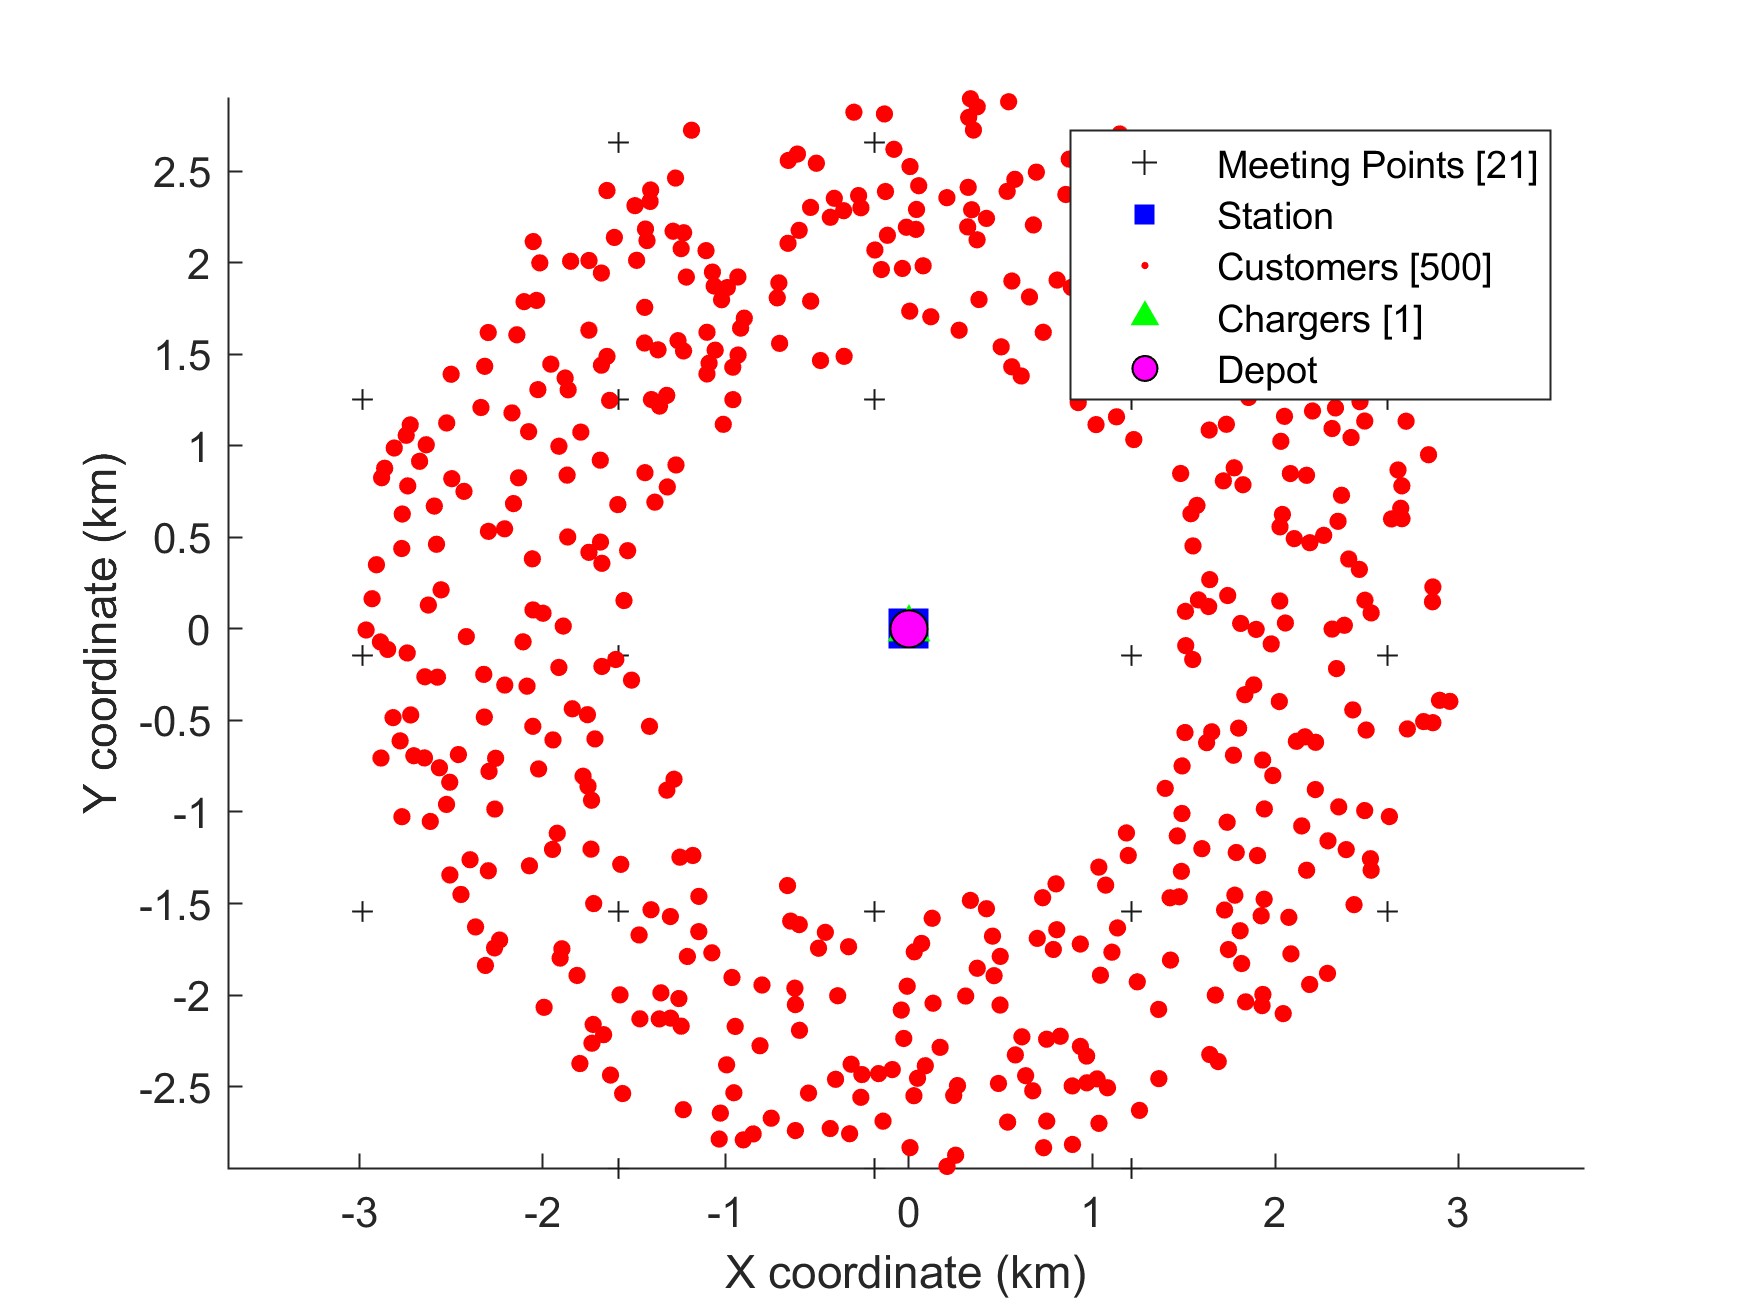 Meeting Points [21]
Station
Customers [500]
Chargers [1]
Depot
2.5
2
1.5
1
0.5
0
-0.5
-1
-1.5
-2
-2.5
Y coordinate (km)
-3 -2 -1 0 1 2 3
X coordinate (km)